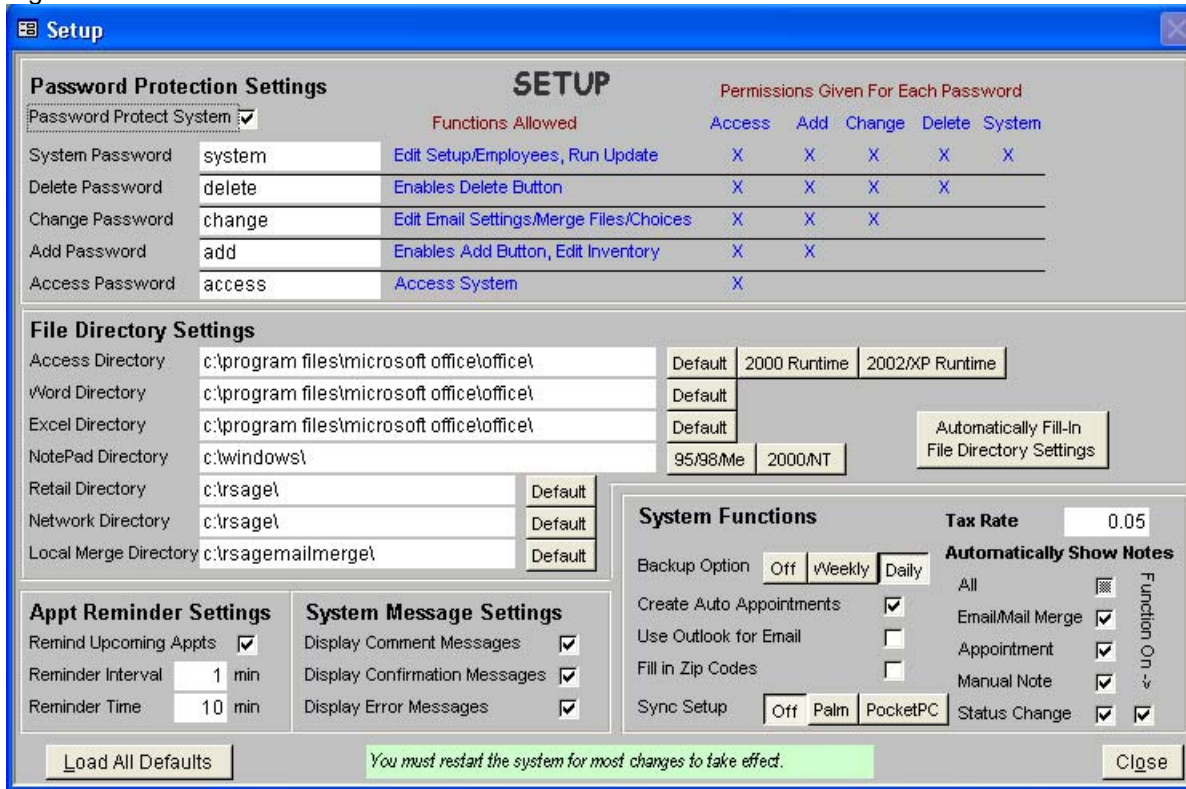 Setup
Password Protection Settings
SETUP
Permissions Given For Each Password
Password Protect System
Functions Allowed
Access Add Change Delete System
System Password system Edit Setup/Employees, Run Update X X X X X
Delete Password delete Enables Delete Button X X X X
Change Password change Edit Email Settings/Merge Files/Choices X X X
Add Password add Enables Add Button, Edit Inventory X X
Access Password access Access System X
File Directory Settings
Access Directory c:\program files\microsoft office\office\ Default 2000 Runtime 2002/XP Runtime
Word Directory c:\program files\microsoft office\office\ Default
Excel Directory c:\program files\microsoft office\office\ Default
Automatically Fill-In
File Directory Settings
NotePad Directory c:\windows\ 95/98/Me 2000/NT
Retail Directory c:\rsage\ Default
Network Directory c:\rsage\ Default
Local Merge Directory c:\rsagemailmerge\ Default
System Functions
Tax Rate 0.05
Backup Option Off Weekly Daily
Create Auto Appointments
Use Outlook for Email
Fill in Zip Codes
Sync Setup Off Palm PocketPC
Automatically Show Notes
All
Email/Mail Merge
Appointment
Manual Note
Status Change
Function On ->
Appt Reminder Settings
Remind Upcoming Appts
Reminder Interval 1 min
Reminder Time 10 min
System Message Settings
Display Comment Messages
Display Confirmation Messages
Display Error Messages
Load All Defaults
You must restart the system for most changes to take effect.
Close